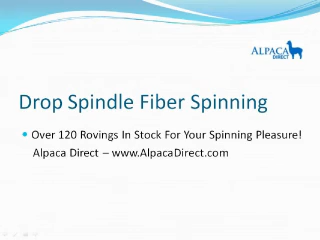 ALPACA
DIRECT
Drop Spindle Fiber Spinning
Over 120 Rovings In Stock For Your Spinning Pleasure!
Alpaca Direct – www.AlpacaDirect.com